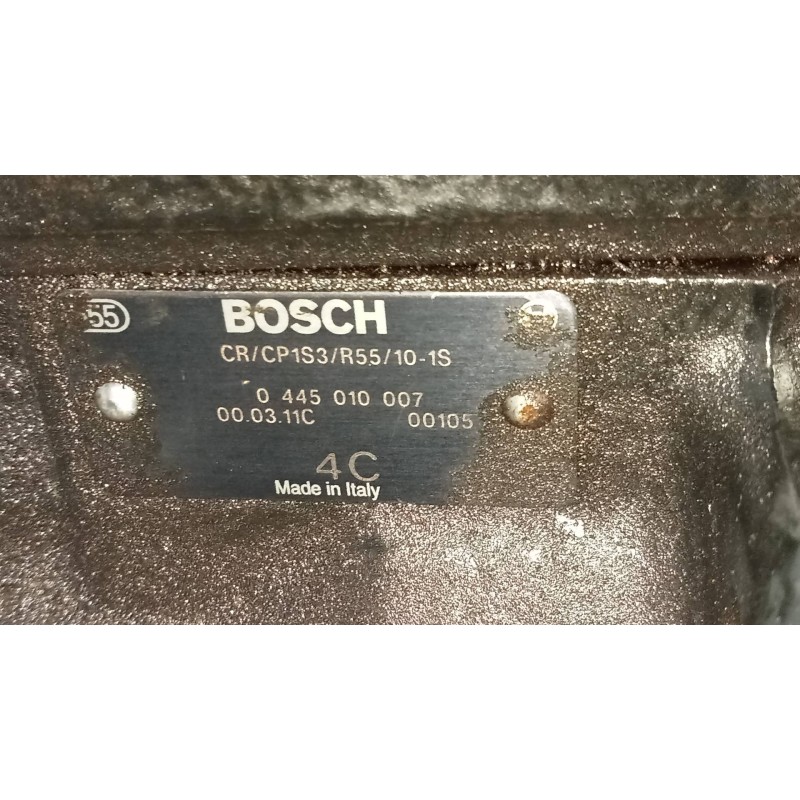 55 BOSCH
CR/CP1S3/R55/10-1S
0 445 010 007
00.03.11C 00105
4C
Made in Italy